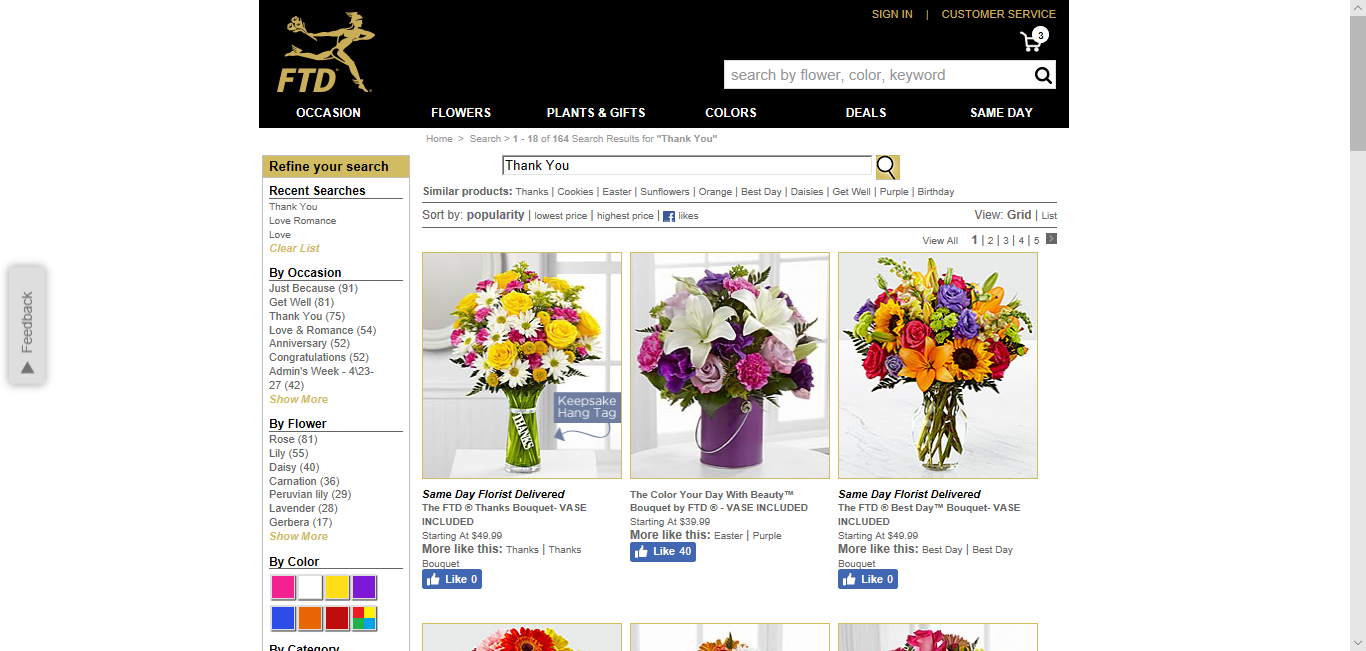 SIGN IN | CUSTOMER SERVICE
FTD
3
search by flower, color, keyword
OCCASION FLOWERS PLANTS & GIFTS COLORS DEALS SAME DAY
Home > Search > 1 - 18 of 164 Search Results for "Thank You"
Refine your search
Recent Searches
Thank You
Love Romance
Love
Clear List
By Occasion
Just Because (91)
Get Well (81)
Thank You (75)
Love & Romance (54)
Anniversary (52)
Congratulations (52)
Admin's Week - 4\23-
27 (42)
Show More
By Flower
Rose (81)
Lily (55)
Daisy (40)
Carnation (36)
Peruvian lily (29)
Lavender (28)
Gerbera (17)
Show More
By Color
By Category
Feedback
Thank You
Similar products: Thanks | Cookies | Easter | Sunflowers | Orange | Best Day | Daisies | Get Well | Purple | Birthday
Sort by: popularity | lowest price | highest price | f likes
View: Grid | List
View All 1 | 2 | 3 | 4 | 5 >
THANKS
Keepsake
Hang Tag
Same Day Florist Delivered
The FTD ® Thanks Bouquet- VASE
INCLUDED
Starting At $49.99
More like this: Thanks | Thanks
Bouquet
Like 0
The Color Your Day With Beauty™
Bouquet by FTD ® - VASE INCLUDED
Starting At $39.99
More like this: Easter | Purple
Like 40
Same Day Florist Delivered
The FTD ® Best Day™ Bouquet- VASE
INCLUDED
Starting At $49.99
More like this: Best Day | Best Day
Bouquet
Like 0